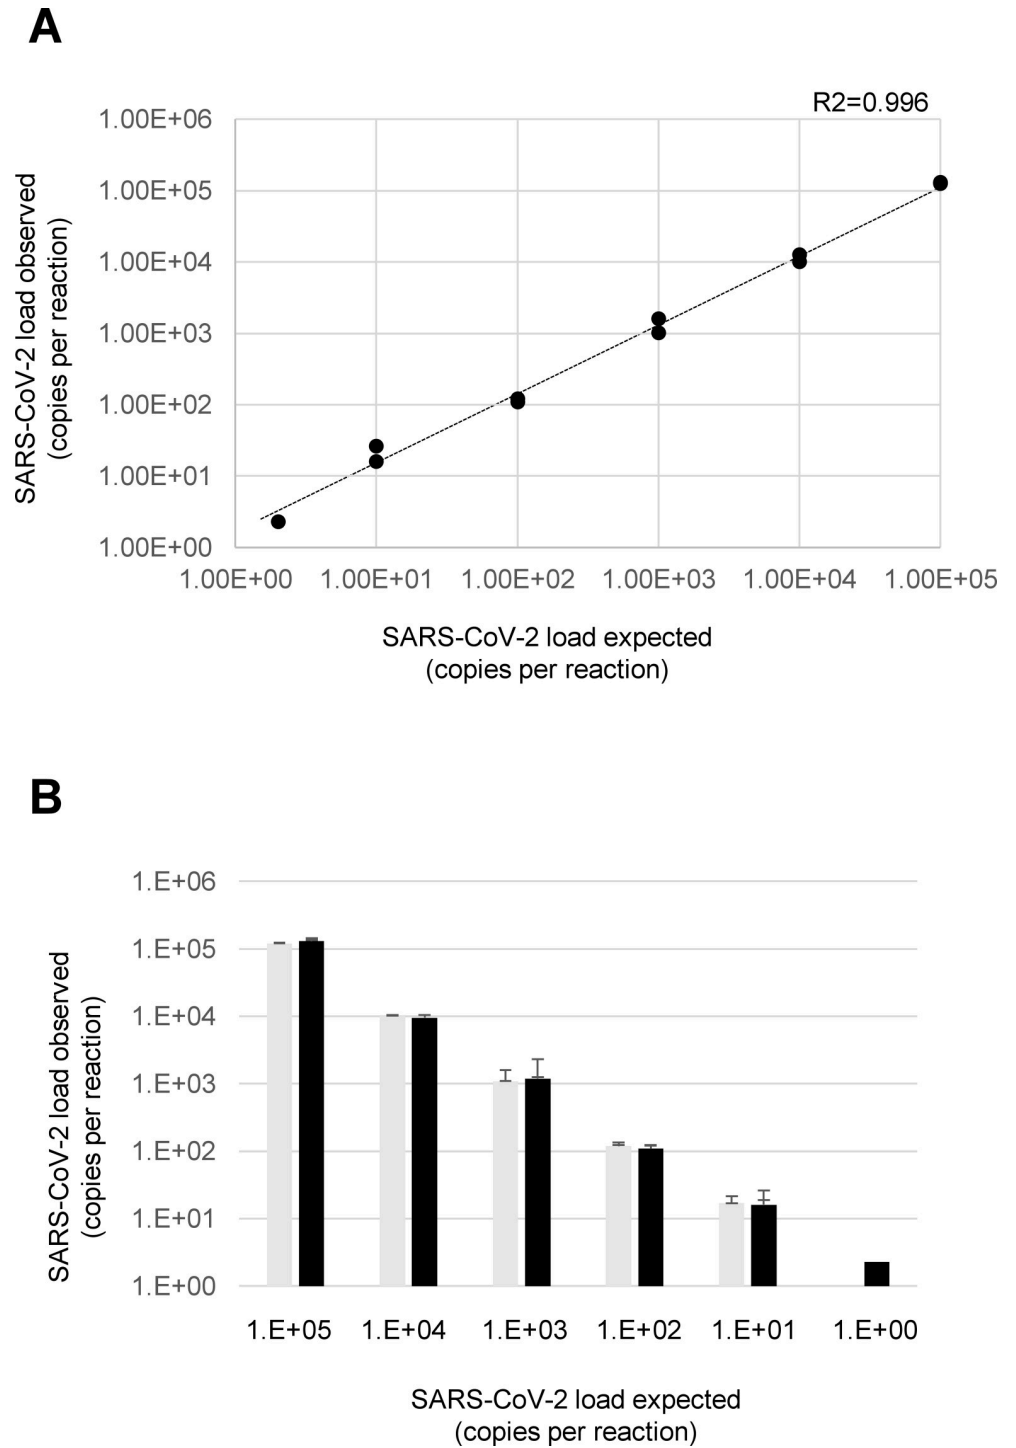 A
R2=0.996
1.00E+06
1.00E+05
1.00E+04
1.00E+03
1.00E+02
1.00E+01
1.00E+00
SARS-CoV-2 load observed
(copies per reaction)
1.00E+00 1.00E+01 1.00E+02 1.00E+03 1.00E+04 1.00E+05
SARS-CoV-2 load expected
(copies per reaction)
B
1.E+06
1.E+05
1.E+04
1.E+03
1.E+02
1.E+01
1.E+00
SARS-CoV-2 load observed
(copies per reaction)
1.E+05 1.E+04 1.E+03 1.E+02 1.E+01 1.E+00
SARS-CoV-2 load expected
(copies per reaction)